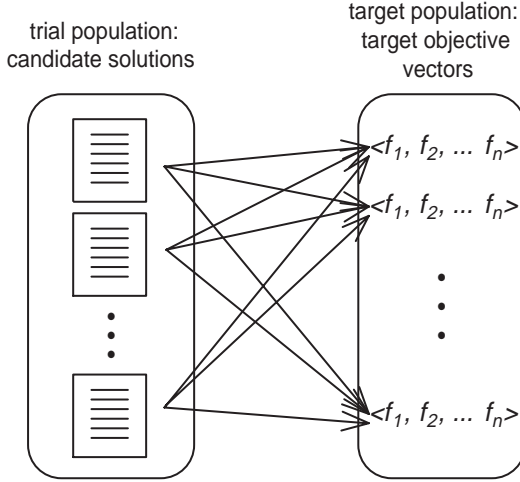 trial population:
candidate solutions
target population:
target objective
vectors
<f1, f2, ... fn>
<f1, f2, ... fn>
<f1, f2, ... fn>